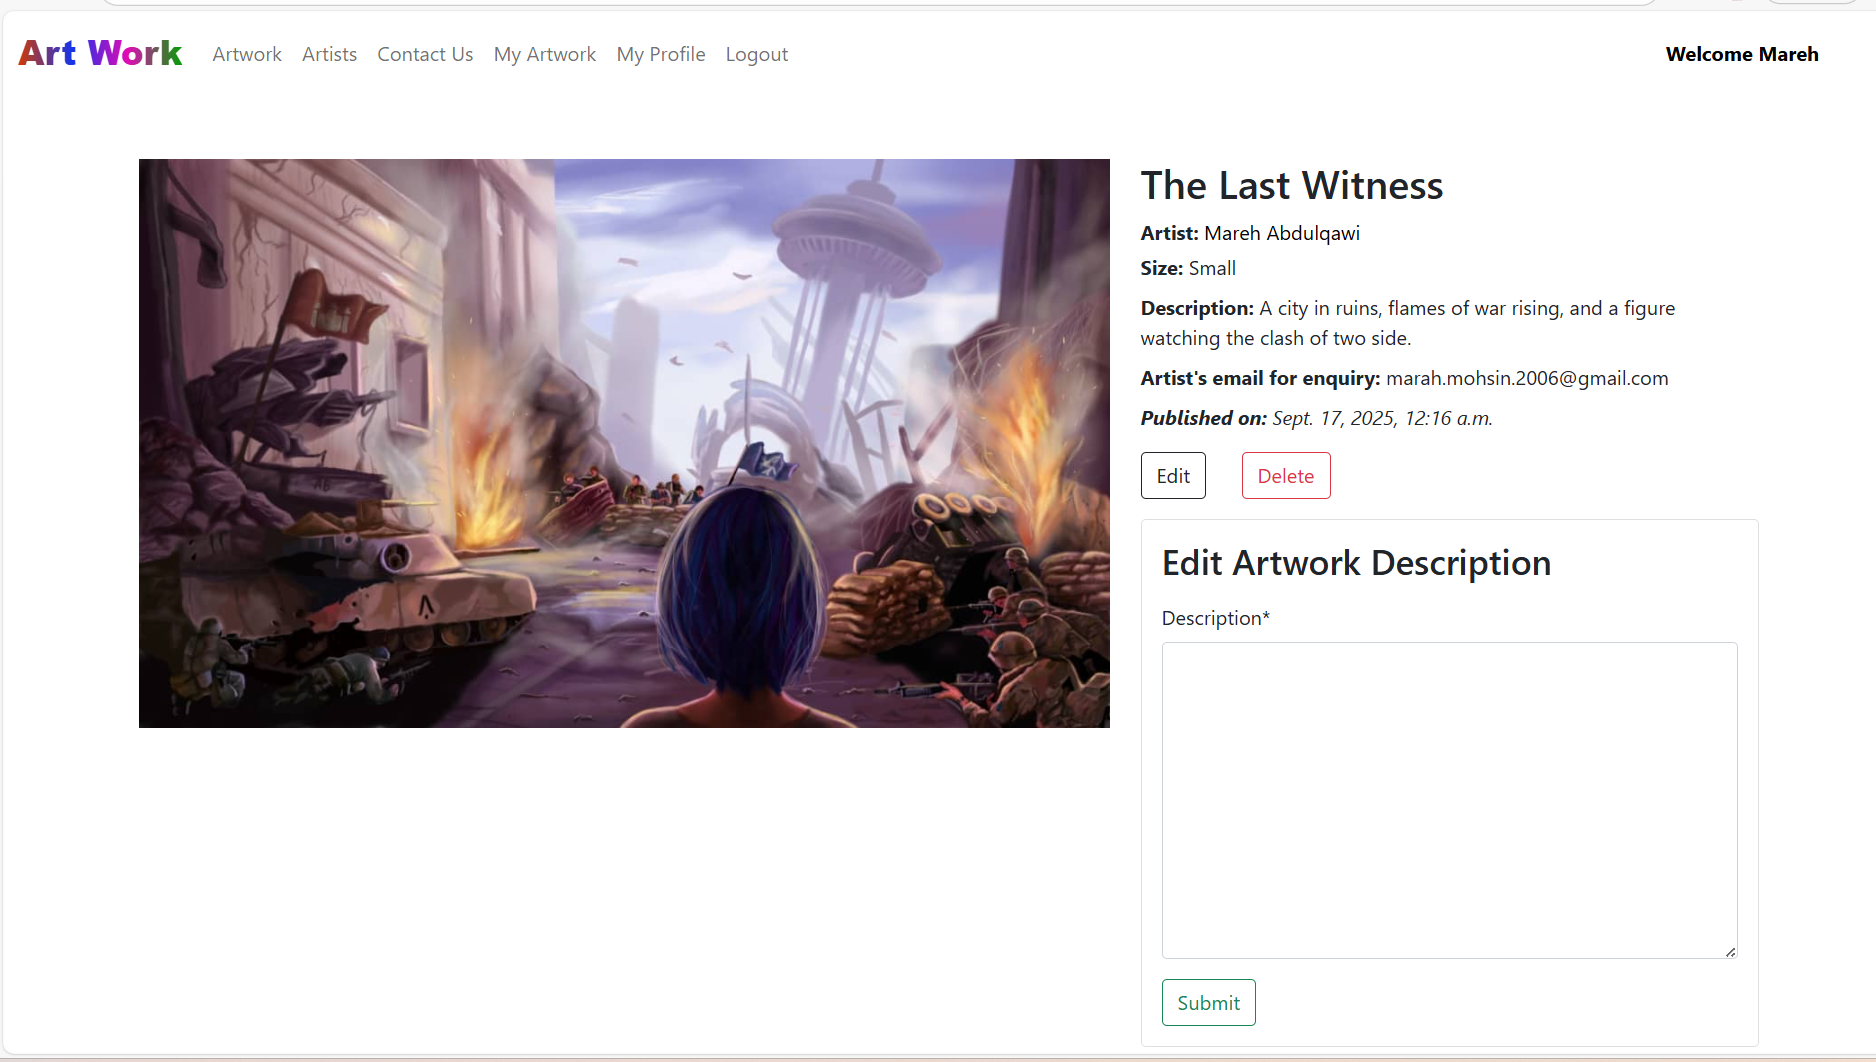 Art Work
Artwork Artists Contact Us My Artwork My Profile Logout
Welcome Mareh
The Last Witness
Artist: Mareh Abdulqawi
Size: Small
Description: A city in ruins, flames of war rising, and a figure
watching the clash of two side.
Artist's email for enquiry: marah.mohsin.2006@gmail.com
Published on: Sept. 17, 2025, 12:16 a.m.
Edit Delete
Edit Artwork Description
Description*
Submit